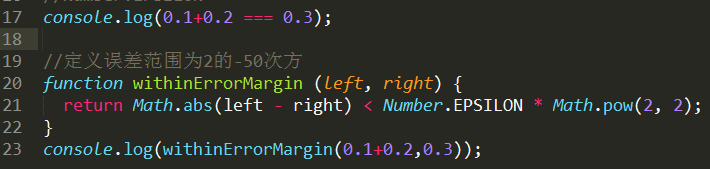 17 console.log(0.1+0.2 === 0.3);
18
19 //定义误差范围为2的-50次方
20 function withinErrorMargin (left, right) {
21   return Math.abs(left - right) < Number.EPSILON * Math.pow(2, 2);
22 }
23 console.log(withinErrorMargin(0.1+0.2,0.3));